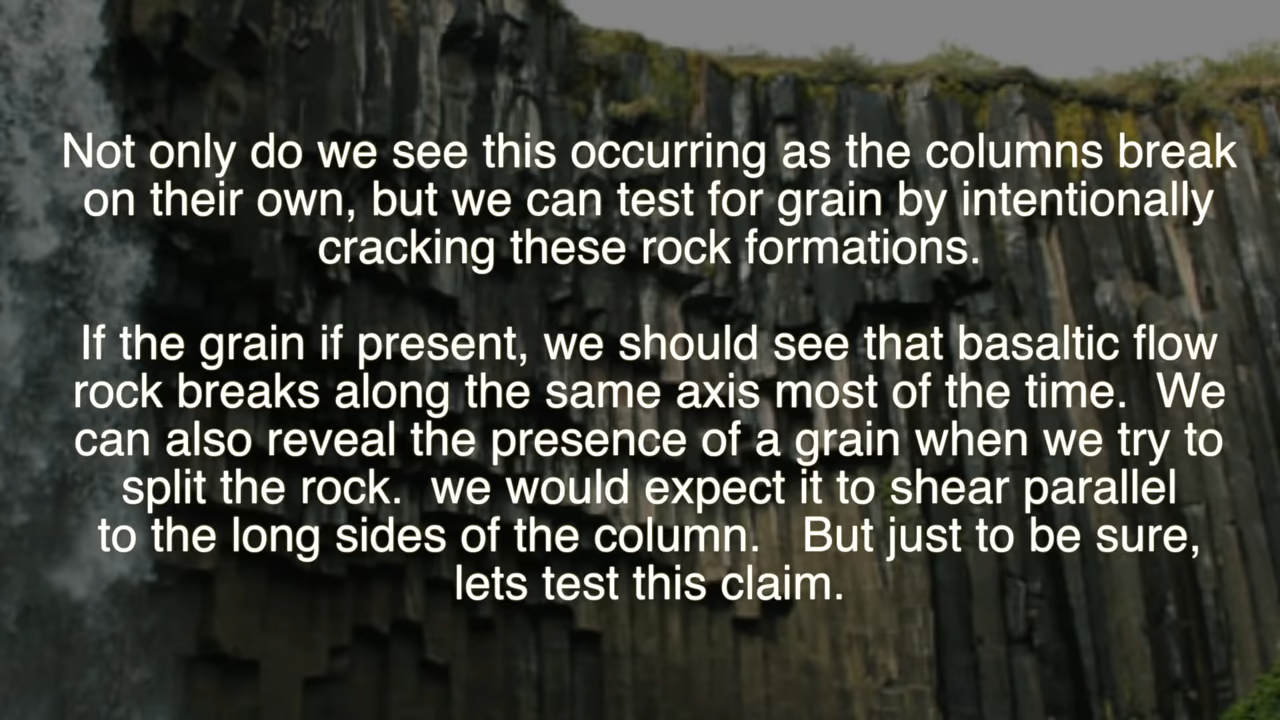 Not only do we see this occurring as the columns break
on their own, but we can test for grain by intentionally
cracking these rock formations.
If the grain if present, we should see that basaltic flow
rock breaks along the same axis most of the time.  We
can also reveal the presence of a grain when we try to
split the rock.  we would expect it to shear parallel
to the long sides of the column.   But just to be sure,
lets test this claim.